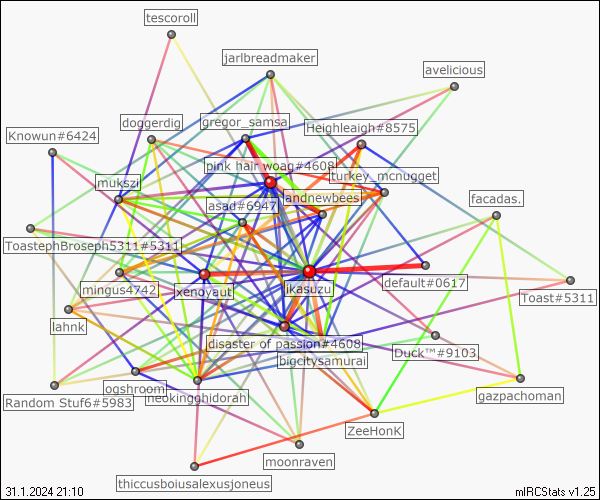 tescoroll
jarlbreadmaker
avelicious
doggerdig
gregor_samsa
Heighleaigh#8575
Knowun#6424
pink hair woag#4608
turkey_mcnugget
mukszi
asad#6947
landnewbees
facadas.
ToastephBroseph5311#5311
mingus4742
xenoyaut
ikasuzu
default#0617
Toast#5311
lahnk
disaster of passion#4608
bigcitysamurai
Duck™#9103
Random Stuf6#5983
ogshroom
neokingghidorah
gazpachoman
ZeeHonK
moonraven
thiccusboiusalexusjoneus
31.1.2024 21:10
mIRCStats v1.25